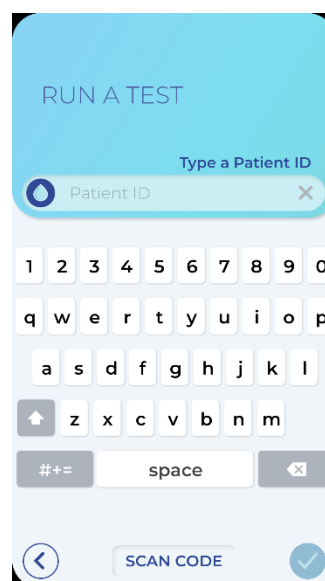 RUN A TEST
Type a Patient ID
Patient ID
1 2 3 4 5 6 7 8 9 0
q w e r t y u i o p
a s d f g h j k l
z x c v b n m
#+= space
SCAN CODE